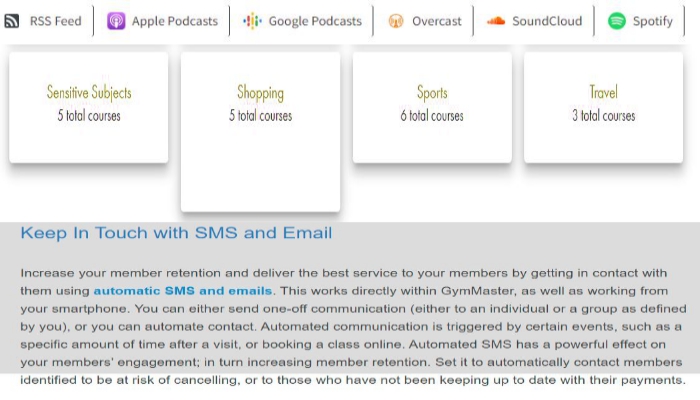 RSS Feed Apple Podcasts Google Podcasts Overcast SoundCloud Spotify
Sensitive Subjects
5 total courses
Shopping
5 total courses
Sports
6 total courses
Travel
3 total courses
Keep In Touch with SMS and Email
Increase your member retention and deliver the best service to your members by getting in contact with
them using automatic SMS and emails. This works directly within GymMaster, as well as working from
your smartphone. You can either send one-off communication (either to an individual or a group as defined
by you), or you can automate contact. Automated communication is triggered by certain events, such as a
specific amount of time after a visit, or booking a class online. Automated SMS has a powerful effect on
your members' engagement; in turn increasing member retention. Set it to automatically contact members
identified to be at risk of cancelling, or to those who have not been keeping up to date with their payments.